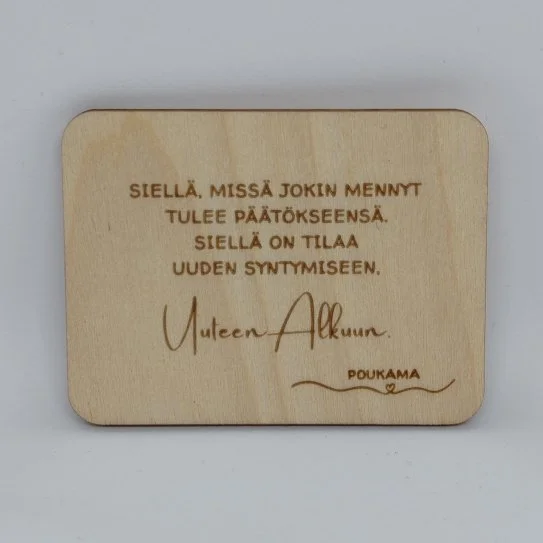 SIELLÄ, MISSÄ JOKIN MENNYT
TULEE PÄÄTÖKSEENSÄ.
SIELLÄ ON TILAA
UUDEN SYNTYMISEEN.
Uuteen Alkuun.
POUKAMA